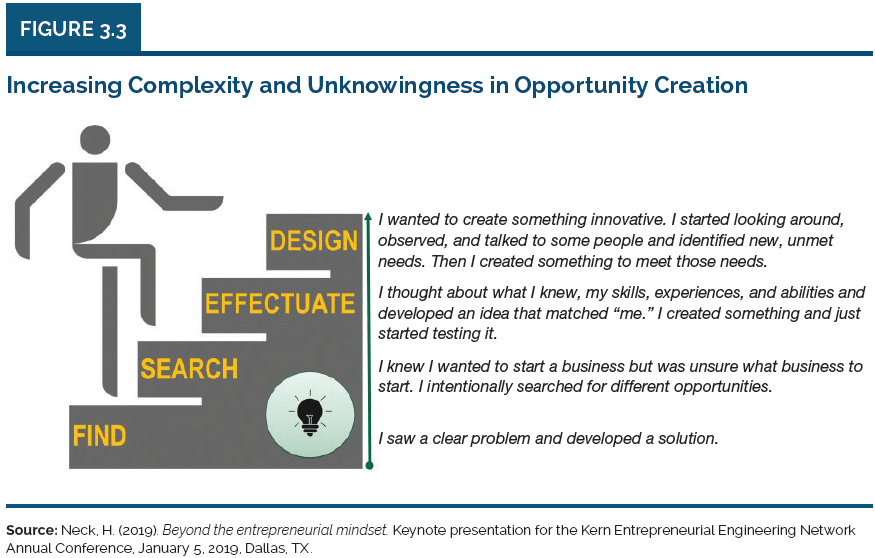 FIGURE 3.3
Increasing Complexity and Unknowingness in Opportunity Creation
DESIGN
I wanted to create something innovative. I started looking around,
observed, and talked to some people and identified new, unmet
needs. Then I created something to meet those needs.
EFFECTUATE
I thought about what I knew, my skills, experiences, and abilities and
developed an idea that matched “me.” I created something and just
started testing it.
SEARCH
I knew I wanted to start a business but was unsure what business to
start. I intentionally searched for different opportunities.
FIND
I saw a clear problem and developed a solution.
Source: Neck, H. (2019). Beyond the entrepreneurial mindset. Keynote presentation for the Kern Entrepreneurial Engineering Network
Annual Conference, January 5, 2019, Dallas, TX.